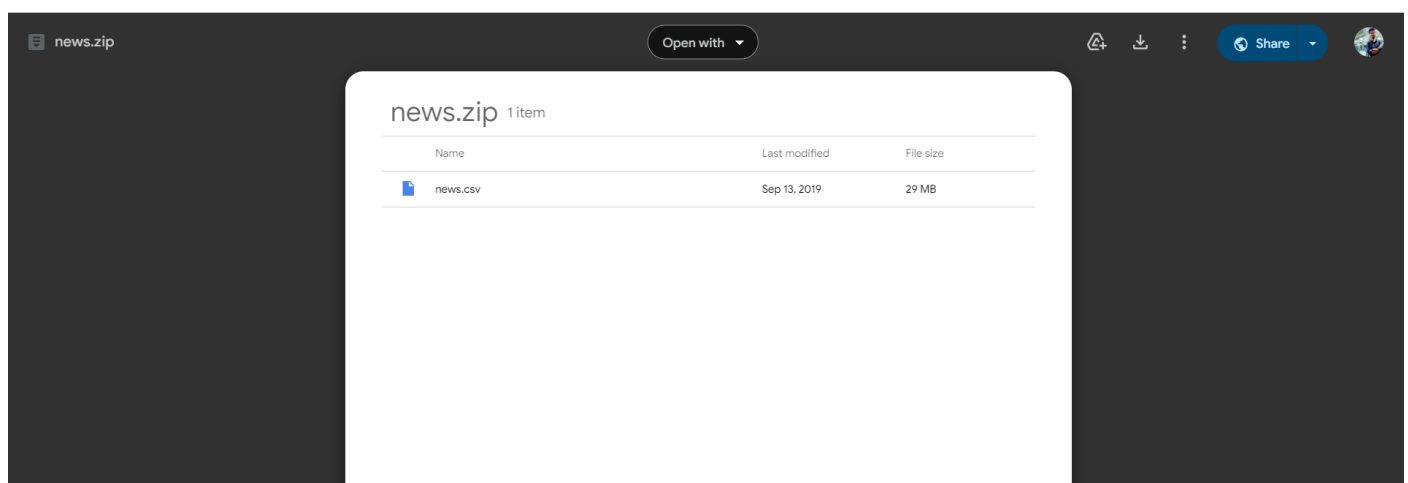 news.zip
Open with
Share
news.zip 1 item
Name Last modified File size
news.csv Sep 13, 2019 29 MB